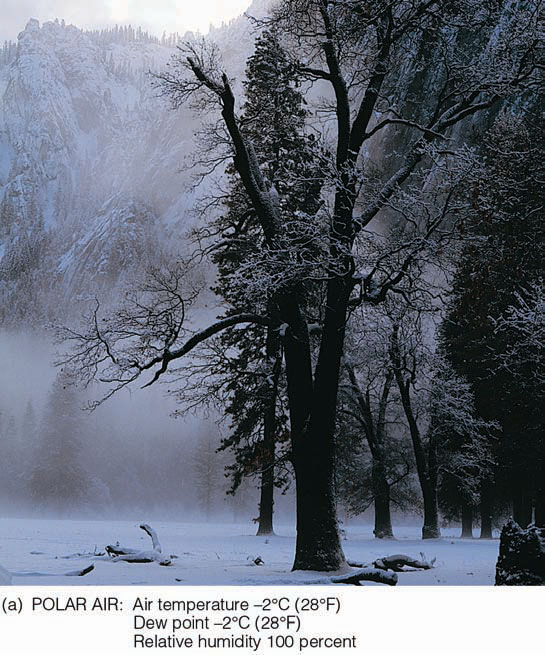 (a) POLAR AIR: Air temperature –2°C (28°F)
Dew point –2°C (28°F)
Relative humidity 100 percent